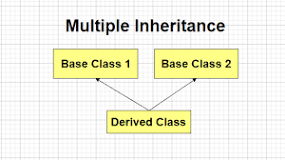 Multiple Inheritance
Base Class 1
Base Class 2
Derived Class